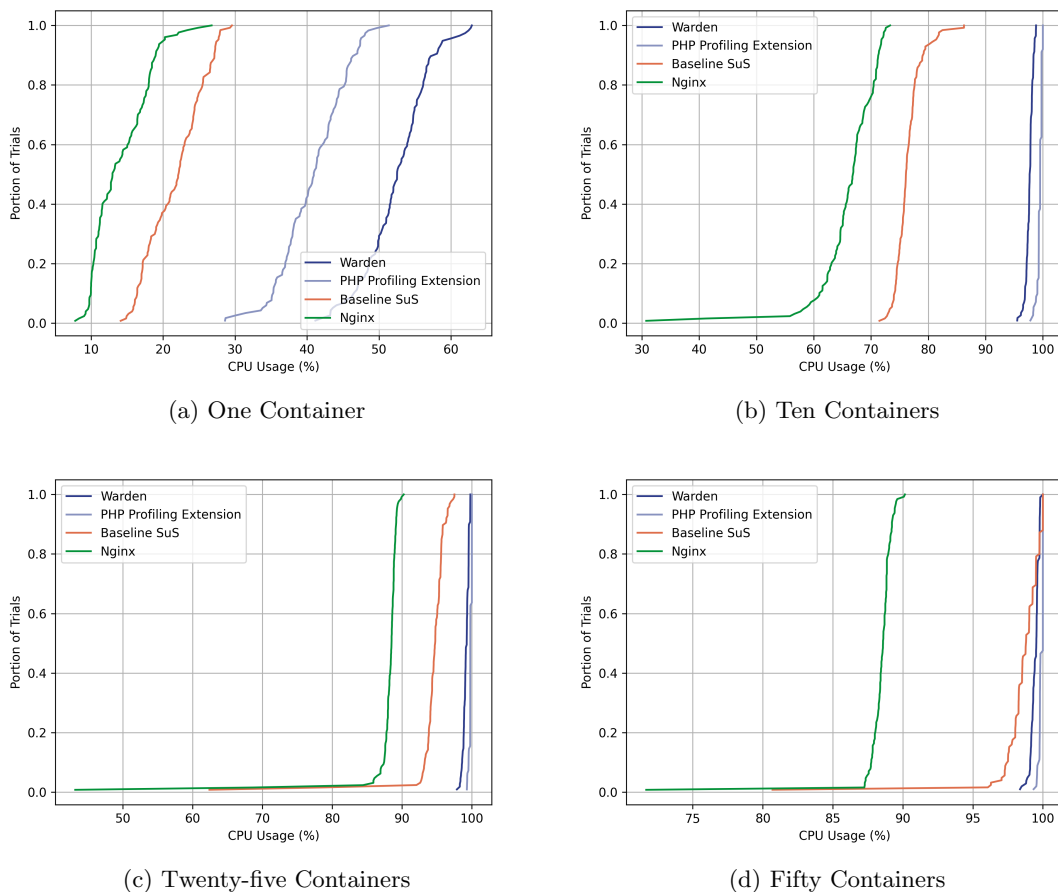 1.0
0.8
0.6
0.4
0.2
0.0
Portion of Trials
10 20 30 40 50 60
CPU Usage (%)
Warden
PHP Profiling Extension
Baseline SuS
Nginx
(a) One Container
1.0
0.8
0.6
0.4
0.2
0.0
Portion of Trials
30 40 50 60 70 80 90 100
CPU Usage (%)
Warden
PHP Profiling Extension
Baseline SuS
Nginx
(b) Ten Containers
1.0
0.8
0.6
0.4
0.2
0.0
Portion of Trials
50 60 70 80 90 100
CPU Usage (%)
Warden
PHP Profiling Extension
Baseline SuS
Nginx
(c) Twenty-five Containers
1.0
0.8
0.6
0.4
0.2
0.0
Portion of Trials
75 80 85 90 95 100
CPU Usage (%)
Warden
PHP Profiling Extension
Baseline SuS
Nginx
(d) Fifty Containers